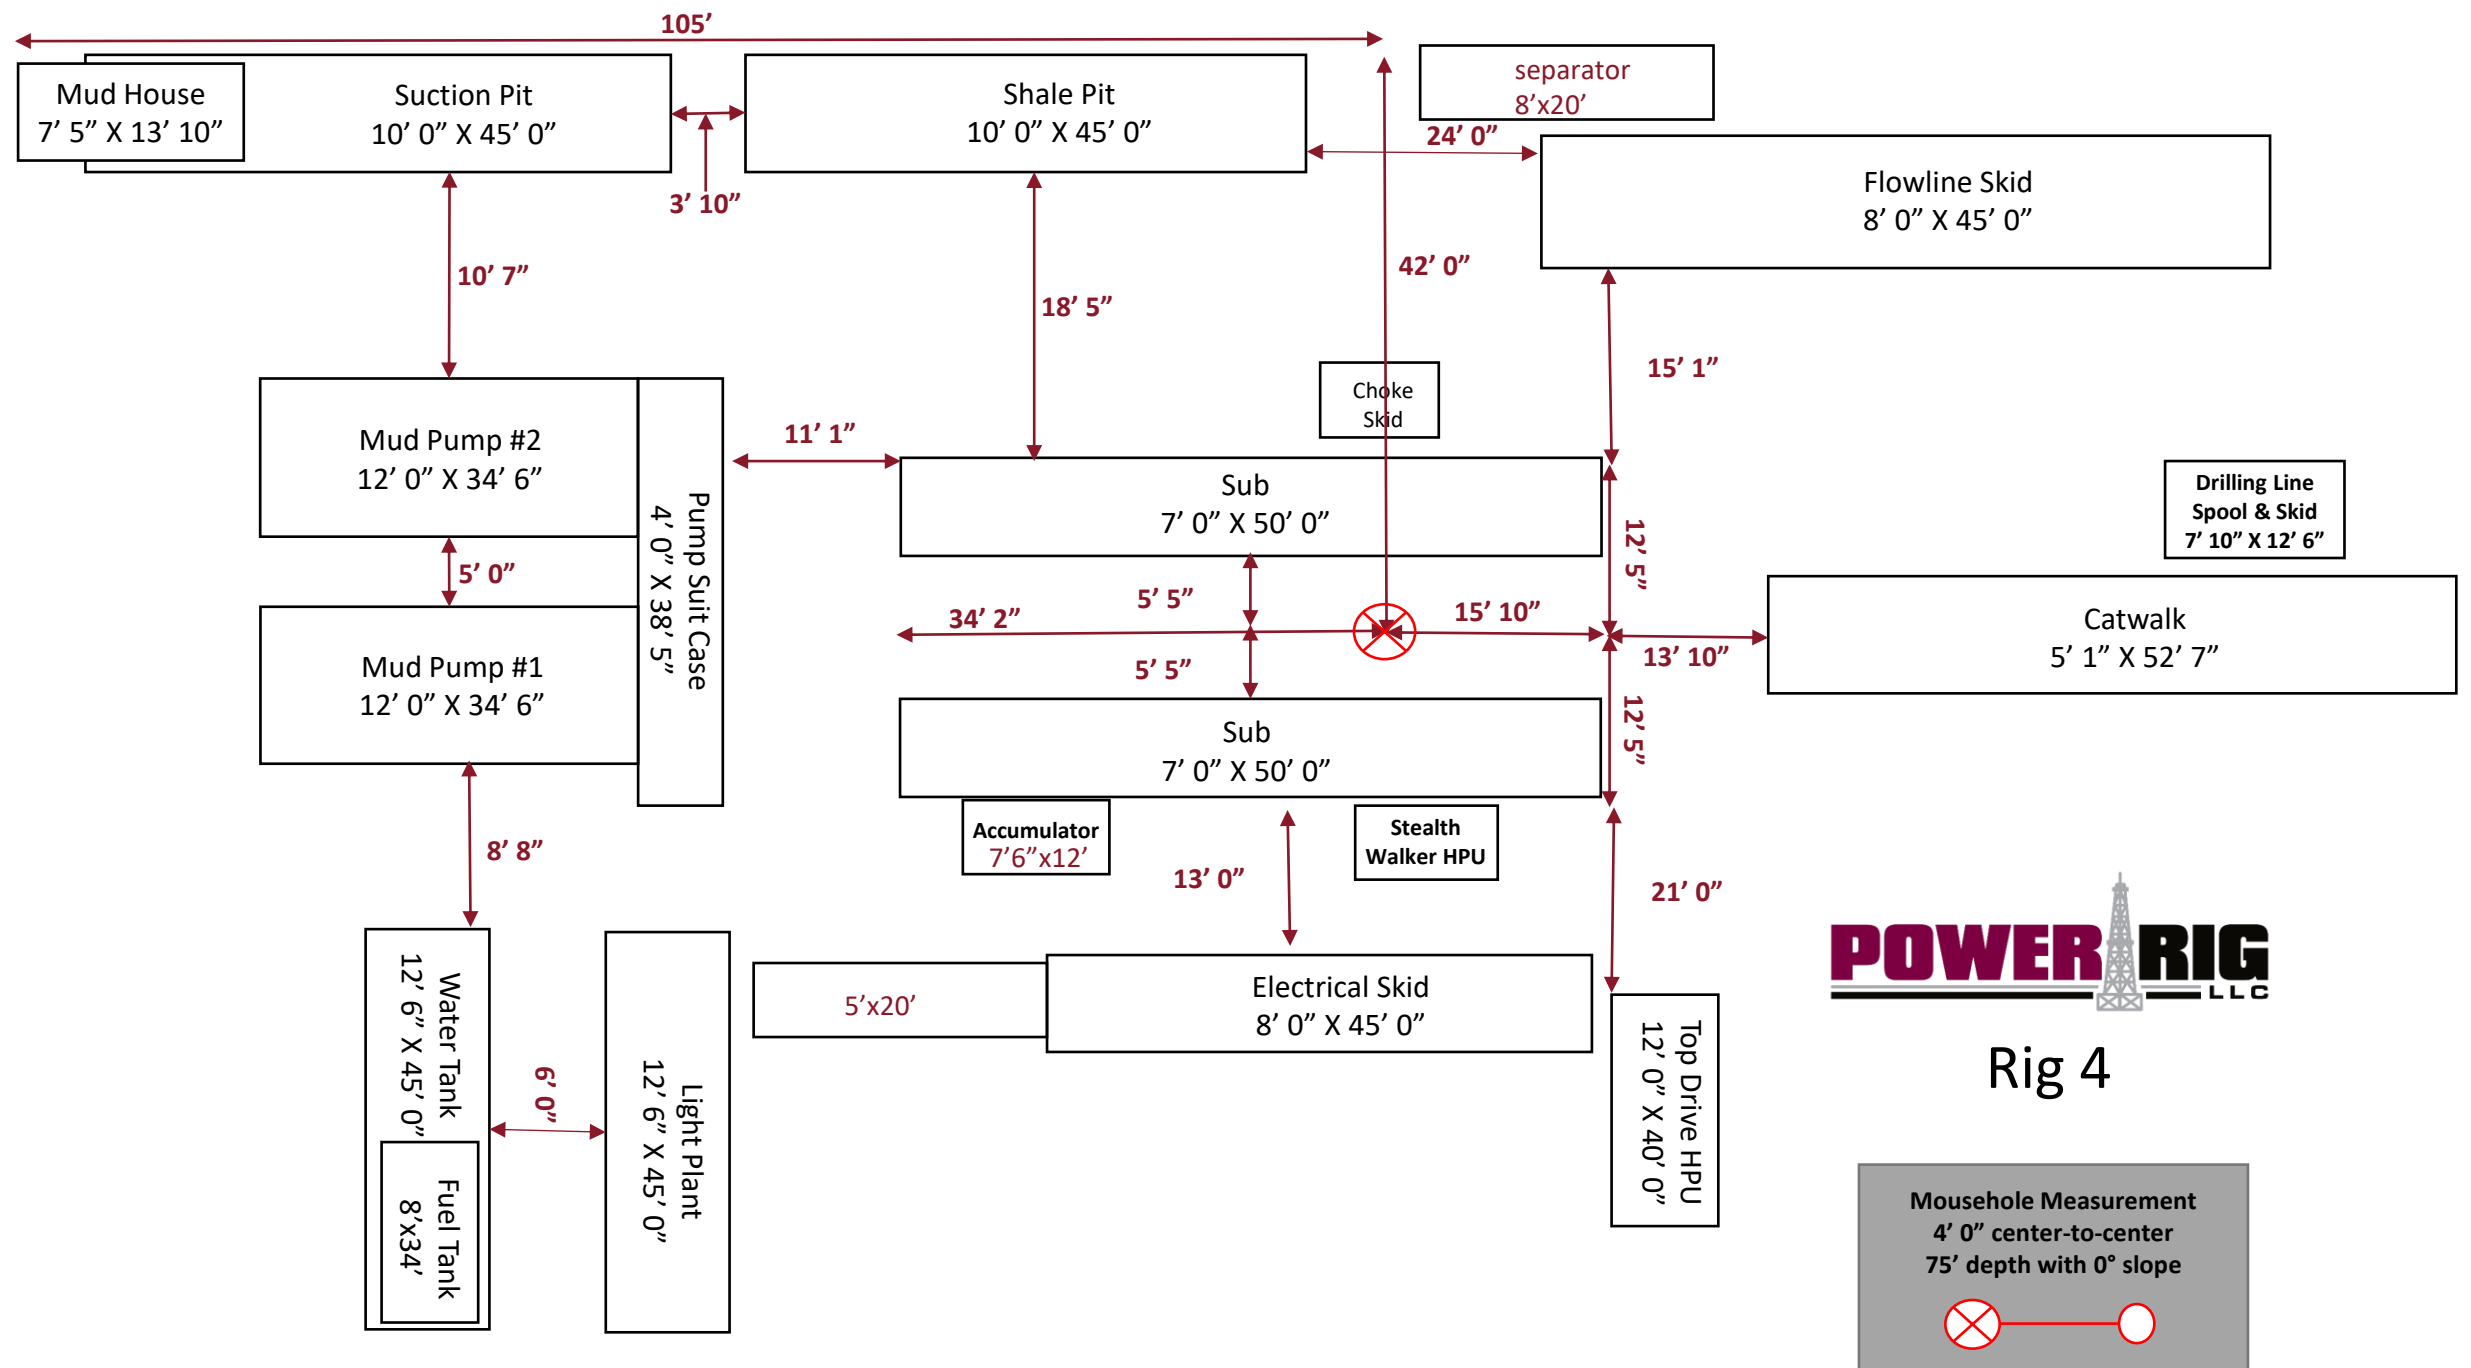 105’
Mud House
7’ 5” X 13’ 10”
Suction Pit
10’ 0” X 45’ 0”
3’ 10”
Shale Pit
10’ 0” X 45’ 0”
separator
8’x20’
24’ 0”
Flowline Skid
8’ 0” X 45’ 0”
10’ 7”
18’ 5”
42’ 0”
15’ 1”
Choke
Skid
Mud Pump #2
12’ 0” X 34’ 6”
Pump Suit Case
4’ 0” X 38’ 5”
11’ 1”
Sub
7’ 0” X 50’ 0”
12’ 5”
Drilling Line
Spool & Skid
7’ 10” X 12’ 6”
5’ 0”
5’ 5”
34’ 2”
15’ 10”
13’ 10”
Catwalk
5’ 1” X 52’ 7”
Mud Pump #1
12’ 0” X 34’ 6”
5’ 5”
12’ 5”
Sub
7’ 0” X 50’ 0”
8’ 8”
Accumulator
7’6”x12’
13’ 0”
Stealth
Walker HPU
21’ 0”
Water Tank
12’ 6” X 45’ 0”
Fuel Tank
8’x34’
6’ 0”
Light Plant
12’ 6” X 45’ 0”
5’x20’
Electrical Skid
8’ 0” X 45’ 0”
Top Drive HPU
12’ 0” X 40’ 0”
POWER RIG
LLC
Rig 4
Mousehole Measurement
4’ 0” center-to-center
75’ depth with 0° slope